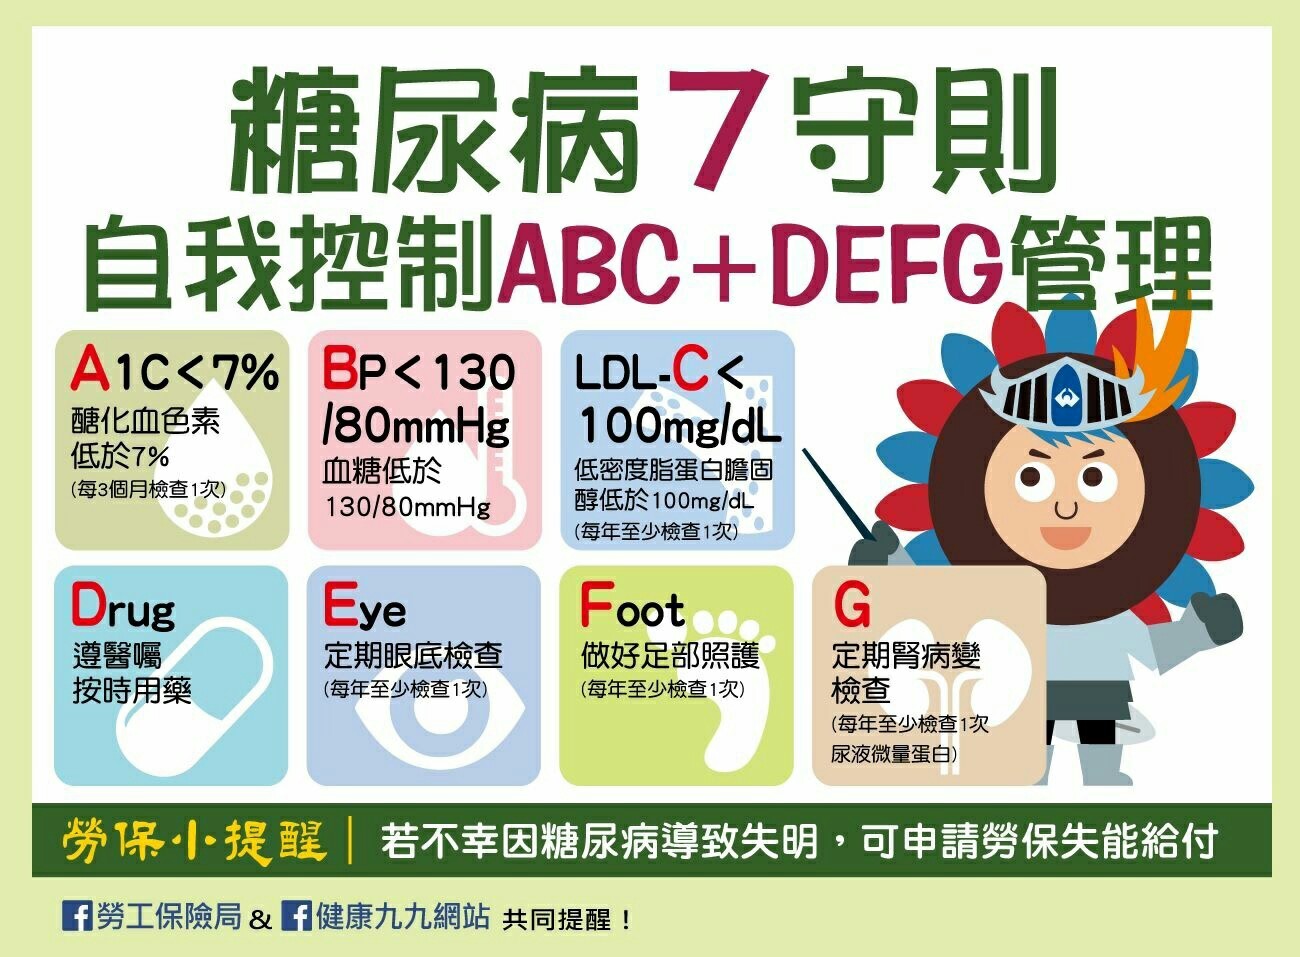 糖尿病7守則
自我控制ABC+DEFG管理
A1C<7%
醣化血色素
低於7%
(每3個月檢查1次)
BP<130
/80mmHg
血糖低於
130/80mmHg
LDL-C<
100mg/dL
低密度脂蛋白膽固
醇低於100mg/dL
(每年至少檢查1次)
Drug
遵醫囑
按時用藥
Eye
定期眼底檢查
(每年至少檢查1次)
Foot
做好足部照護
(每年至少檢查1次)
G
定期腎病變
檢查
(每年至少檢查1次
尿液微量蛋白)
勞保小提醒｜若不幸因糖尿病導致失明，可申請勞保失能給付
f勞工保險局 & f健康九九網站 共同提醒！